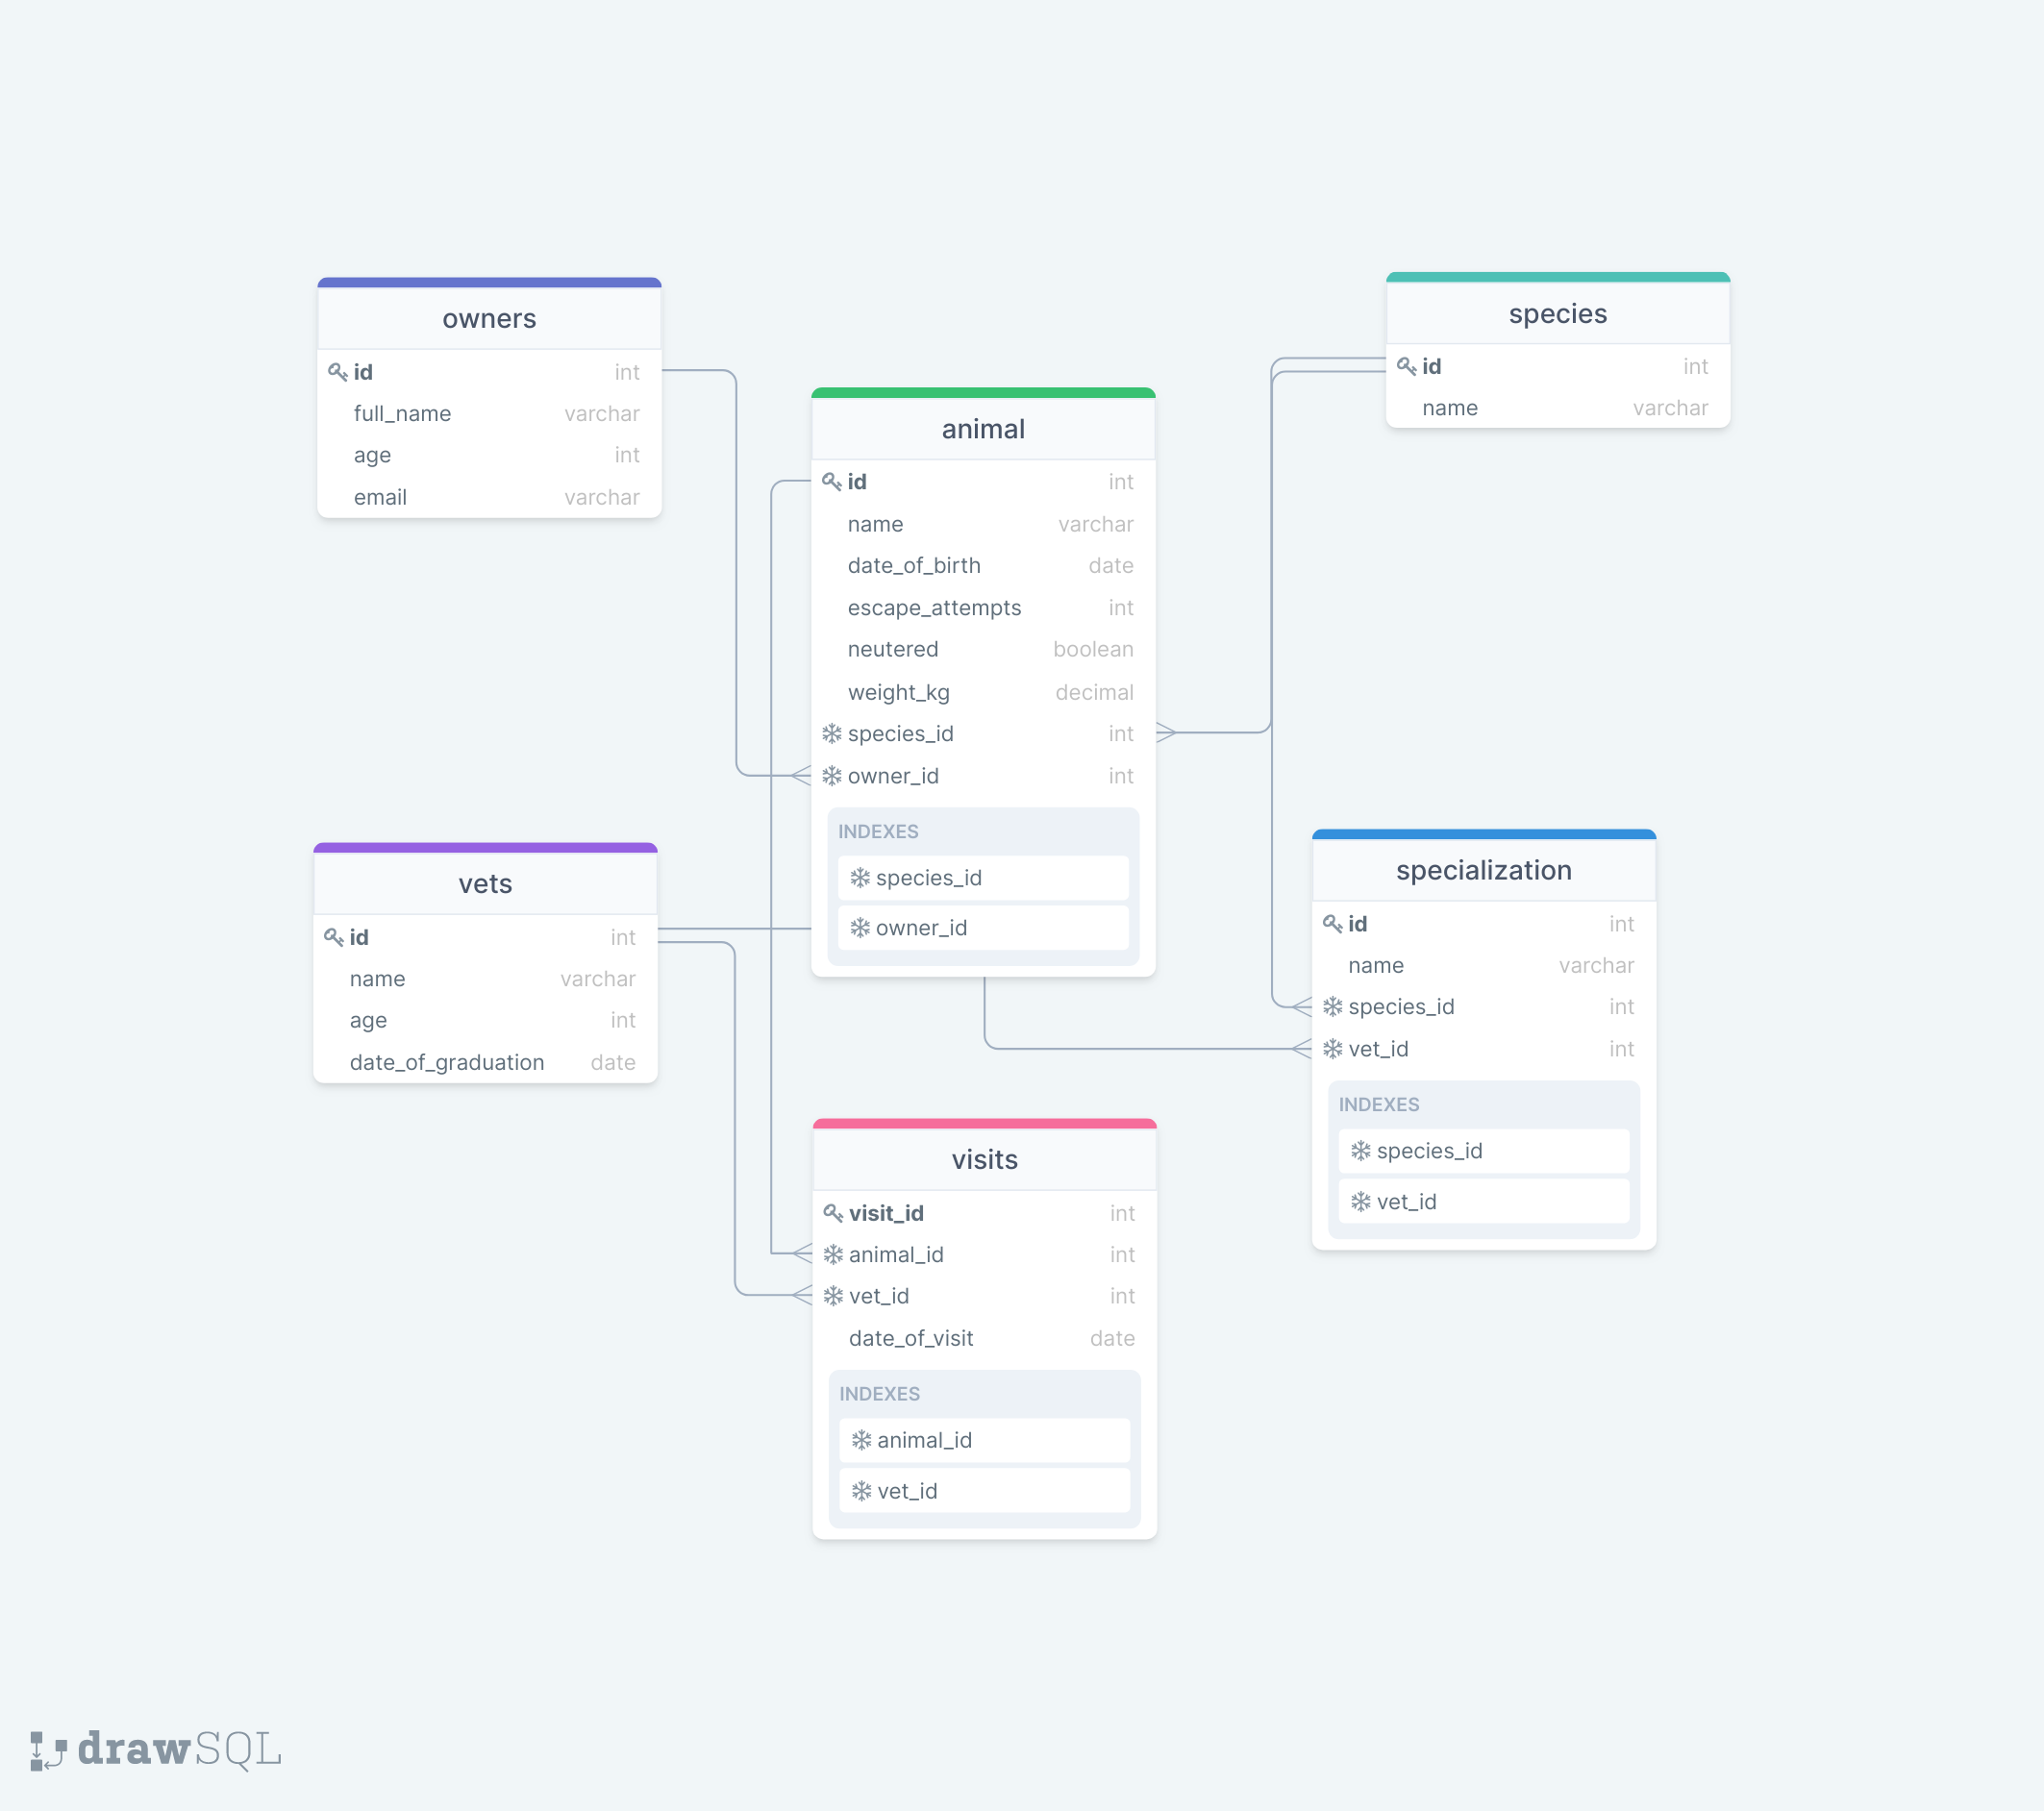 owners
id int
full_name varchar
age int
email varchar
animal
id int
name varchar
date_of_birth date
escape_attempts int
neutered boolean
weight_kg decimal
species_id int
owner_id int
INDEXES
species_id
owner_id
species
id int
name varchar
vets
id int
name varchar
age int
date_of_graduation date
specialization
id int
name varchar
species_id int
vet_id int
INDEXES
species_id
vet_id
visits
visit_id int
animal_id int
vet_id int
date_of_visit date
INDEXES
animal_id
vet_id
drawSQL